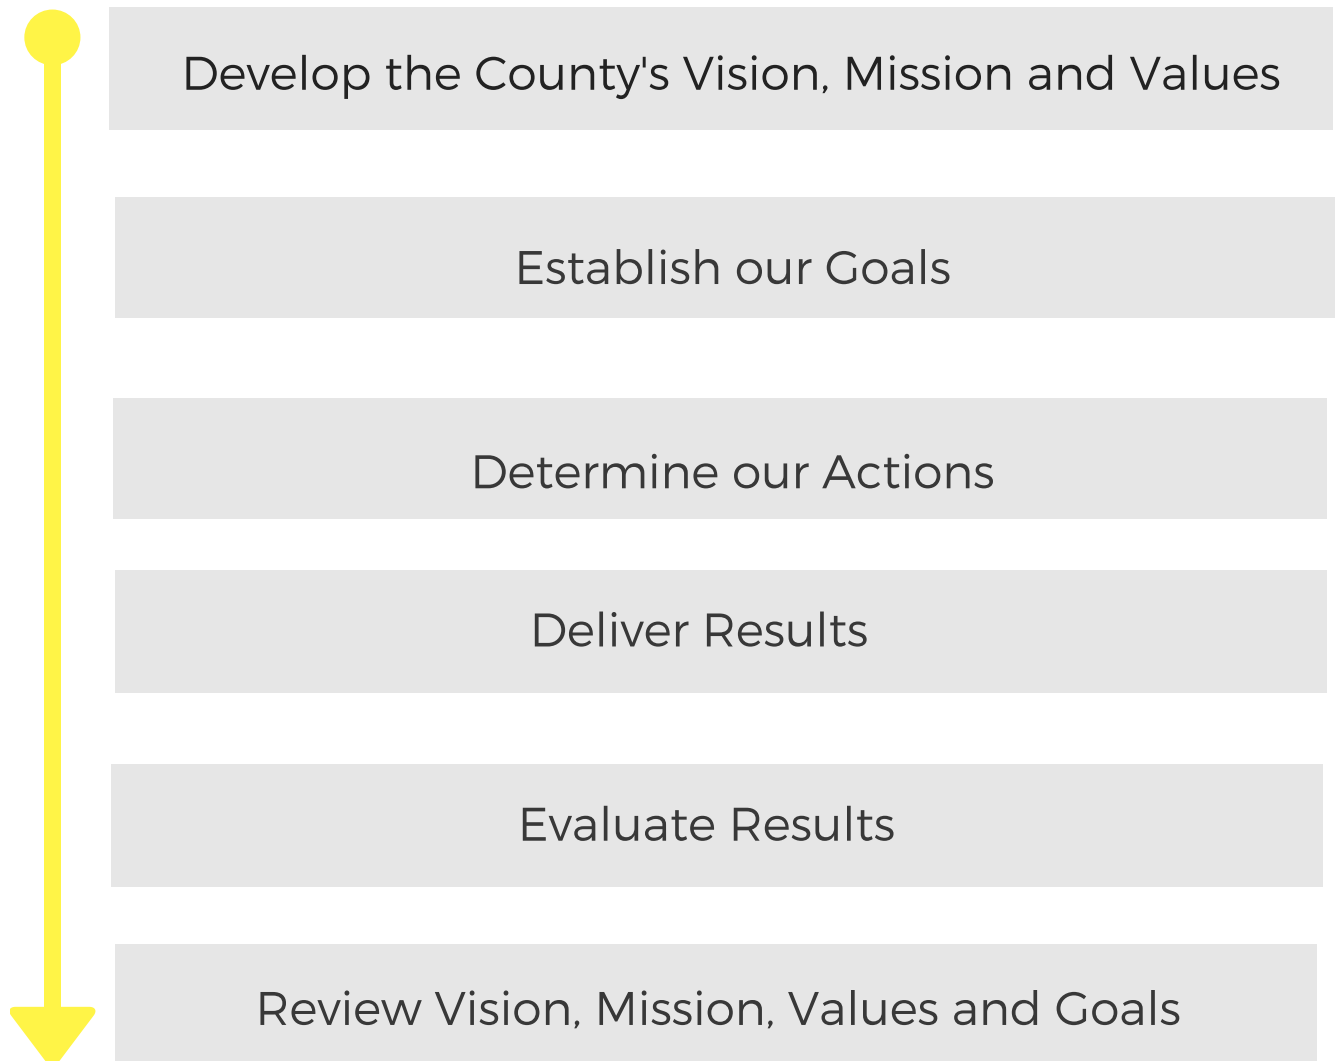 Develop the County's Vision, Mission and Values
Establish our Goals
Determine our Actions
Deliver Results
Evaluate Results
Review Vision, Mission, Values and Goals